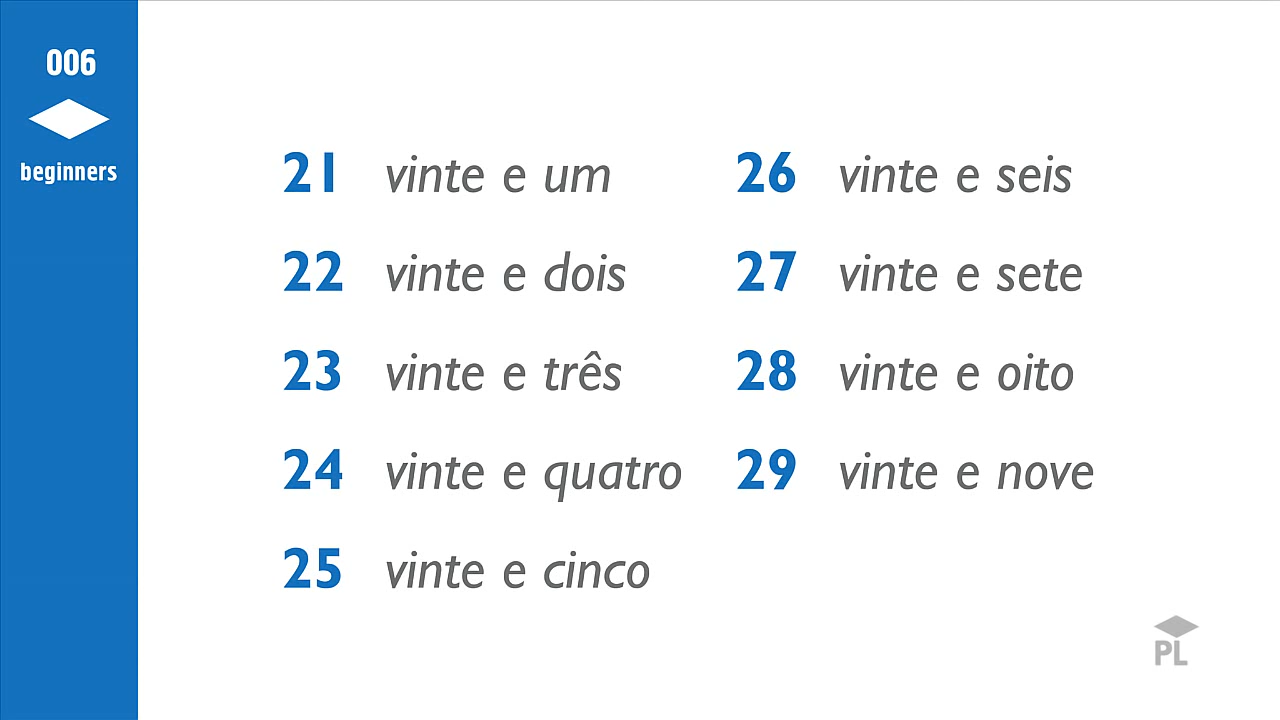 006
beginners
21 vinte e um
22 vinte e dois
23 vinte e três
24 vinte e quatro
25 vinte e cinco
26 vinte e seis
27 vinte e sete
28 vinte e oito
29 vinte e nove
PL